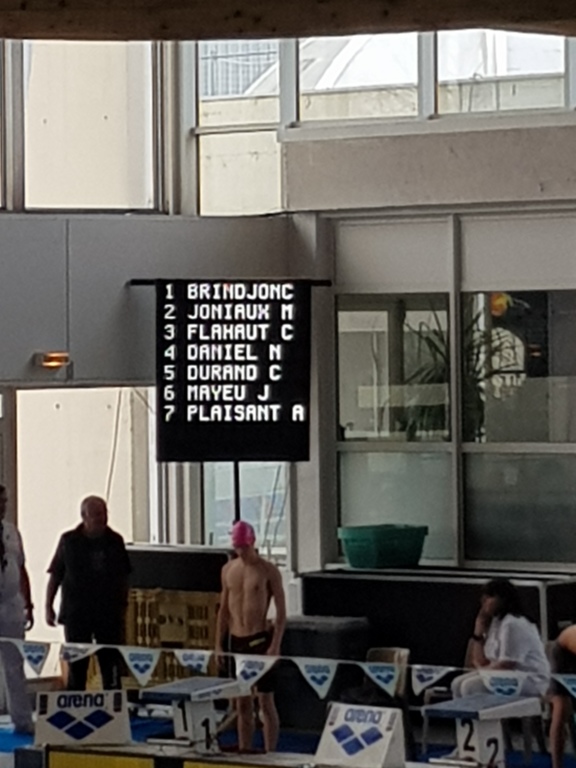 1 BRINDJONC
2 JONIAUX M
3 FLAHAUT C
4 DANIEL N
5 DURAND C
6 MAYEU J
7 PLAISANT A
arena
1 1
arena
2 2